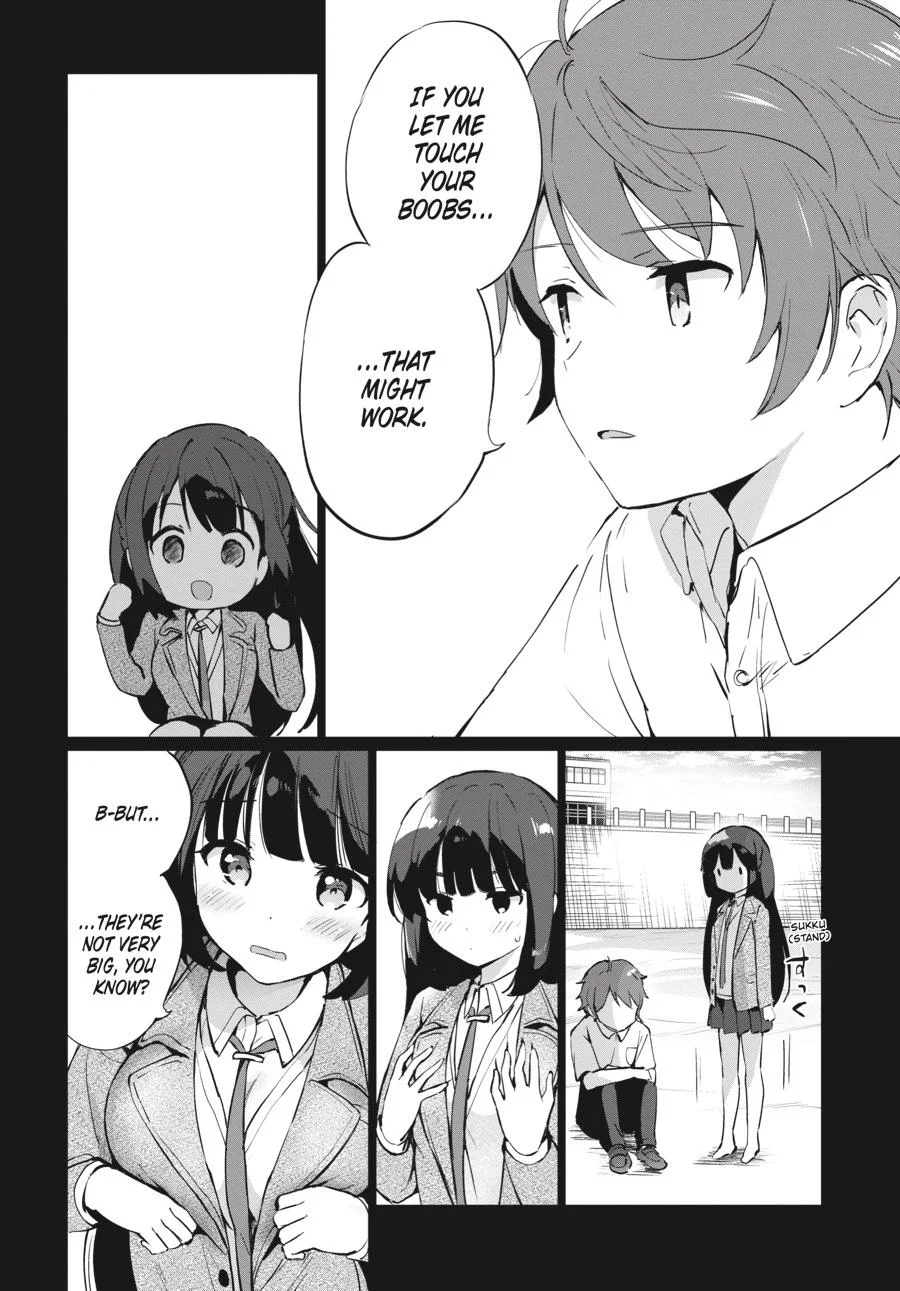 IF YOU
LET ME
TOUCH
YOUR
BOOBS...
...THAT
MIGHT
WORK.
SUKKU
(STAND)
すっく
B-BUT...
...THEY'RE
NOT VERY
BIG, YOU
KNOW?